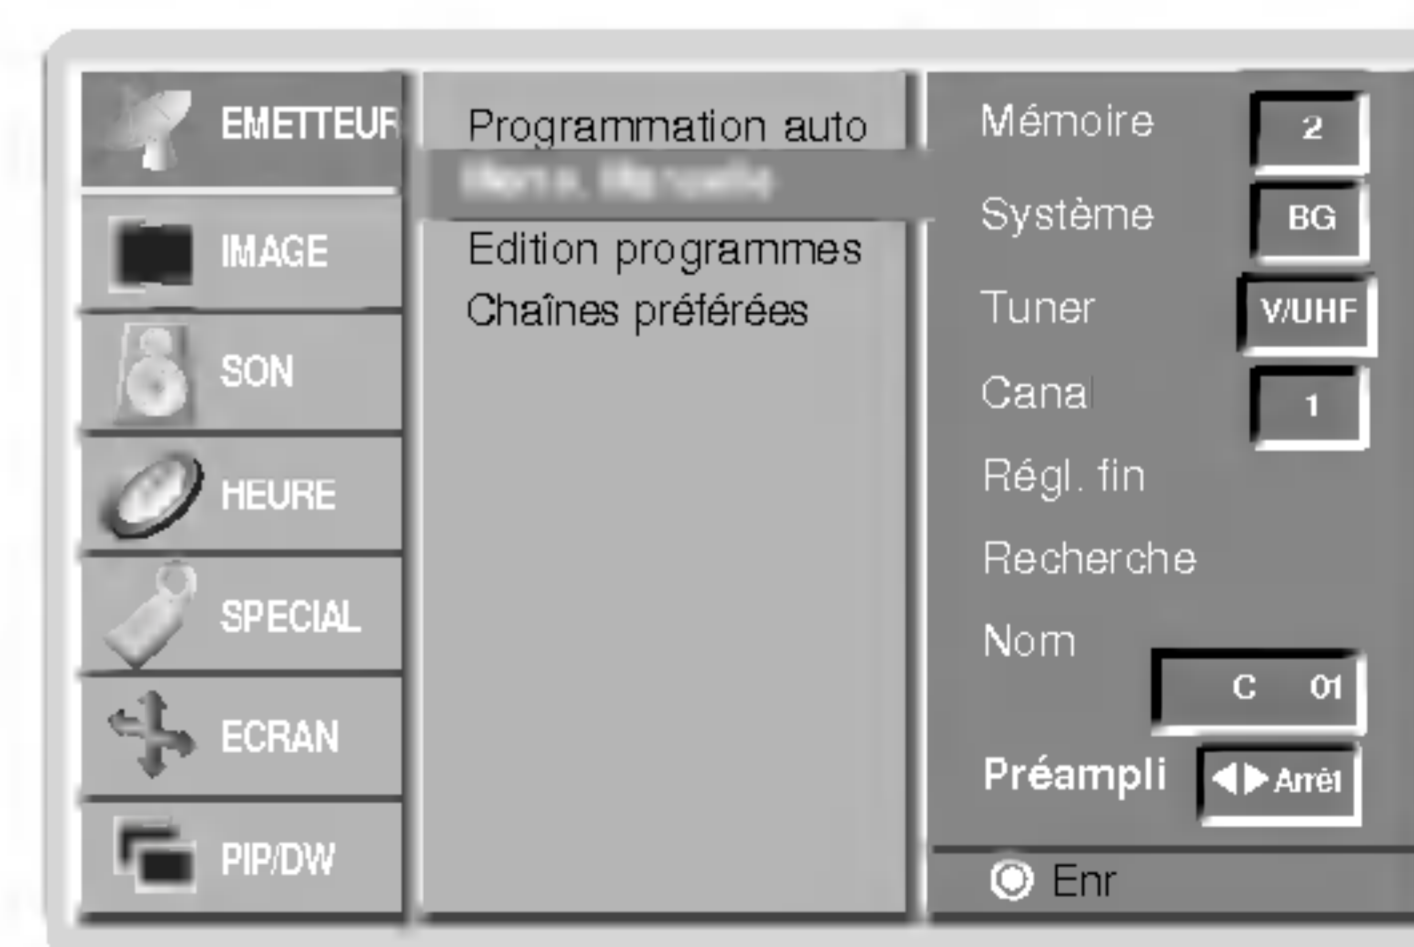 EMETTEUR
IMAGE
SON
HEURE
SPECIAL
ECRAN
PIP/DW
Programmation auto
Edition programmes
Chaînes préférées
Mémoire 2
Système BG
Tuner V/UHF
Canal 1
Régl. fin
Recherche
Nom
C 01
Préampli ◀▶ Arrêt
Enr